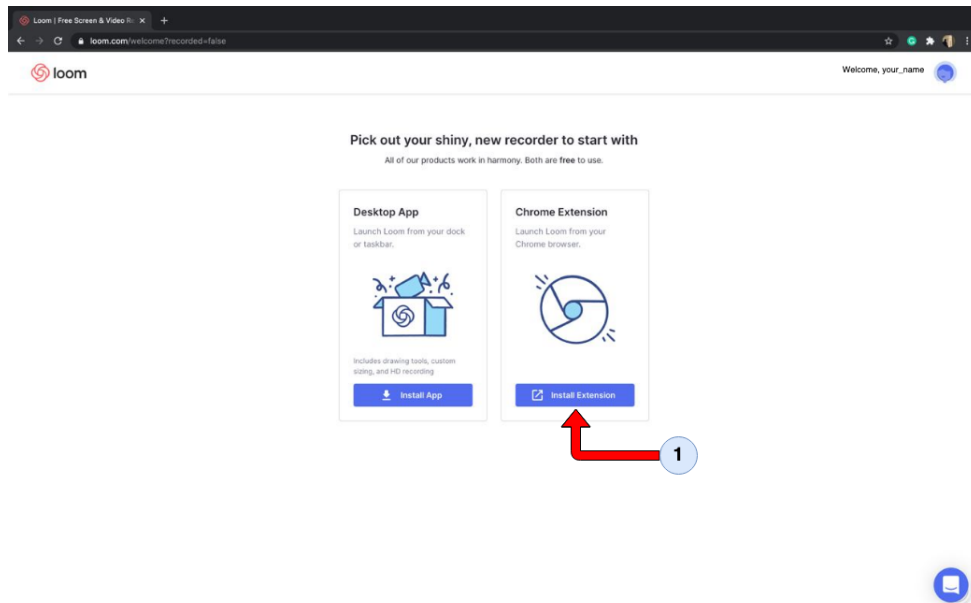 Loom | Free Screen & Video Re
loom.com/welcome?recorded=false
loom
Welcome, your_name
Pick out your shiny, new recorder to start with
All of our products work in harmony. Both are free to use.
Desktop App
Launch Loom from your dock
or taskbar.
Includes drawing tools, custom
sizing, and HD recording
Install App
Chrome Extension
Launch Loom from your
Chrome browser.
Install Extension
1